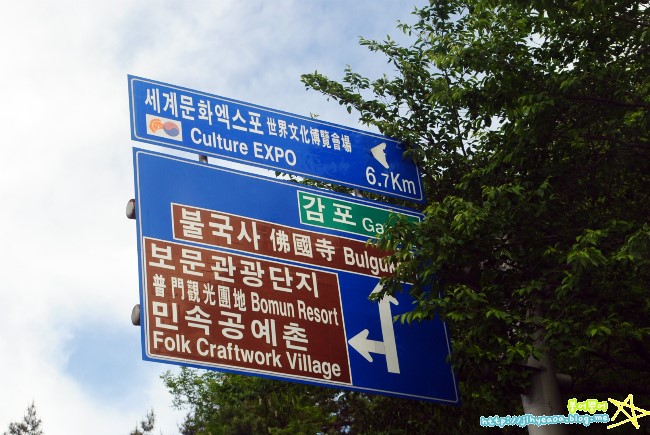 세계문화엑스포 世界文化博覽會場
Culture EXPO 6.7Km
감포
불국사 佛國寺
보문관광단지
普門觀光團地 Bomun Resort
민속공예촌
Folk Craftwork Village